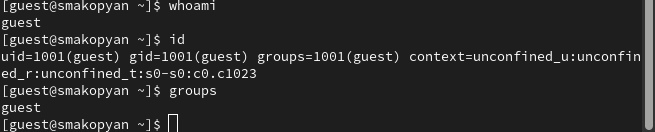 [guest@smakopyan ~]$ whoami
guest
[guest@smakopyan ~]$ id
uid=1001(guest) gid=1001(guest) groups=1001(guest) context=unconfined_u:unconfin
ed_r:unconfined_t:s0-s0:c0.c1023
[guest@smakopyan ~]$ groups
guest
[guest@smakopyan ~]$